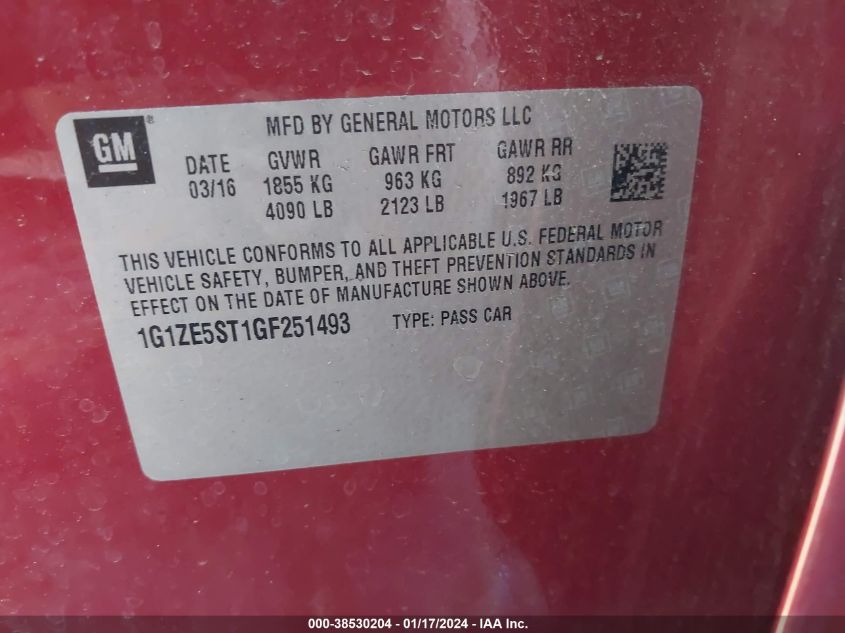 GM ®
MFD BY GENERAL MOTORS LLC
DATE GVWR GAWR FRT GAWR RR
03/16 1855 KG 963 KG 892 KG
4090 LB 2123 LB 1967 LB
THIS VEHICLE CONFORMS TO ALL APPLICABLE U.S. FEDERAL MOTOR
VEHICLE SAFETY, BUMPER, AND THEFT PREVENTION STANDARDS IN
EFFECT ON THE DATE OF MANUFACTURE SHOWN ABOVE.
1G1ZE5ST1GF251493 TYPE: PASS CAR
000-38530204 - 01/17/2024 - IAA Inc.